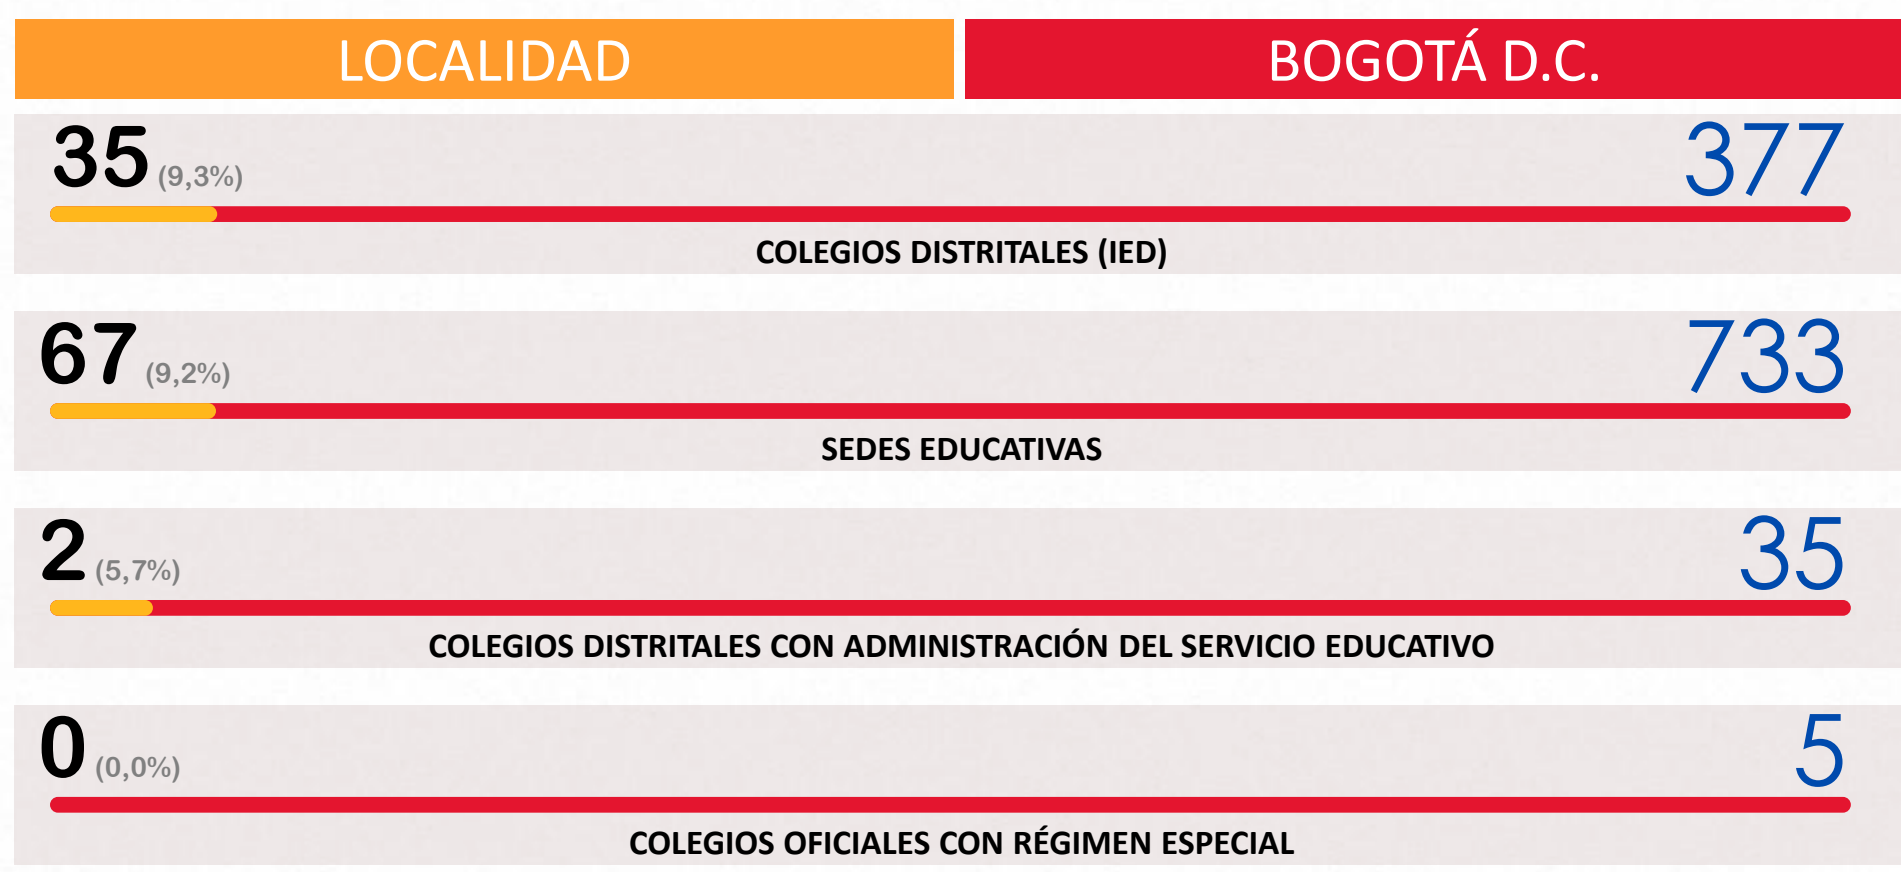 LOCALIDAD
BOGOTÁ D.C.
35 (9,3%)
377
COLEGIOS DISTRITALES (IED)
67 (9,2%)
733
SEDES EDUCATIVAS
2 (5,7%)
35
COLEGIOS DISTRITALES CON ADMINISTRACIÓN DEL SERVICIO EDUCATIVO
0 (0,0%)
5
COLEGIOS OFICIALES CON RÉGIMEN ESPECIAL